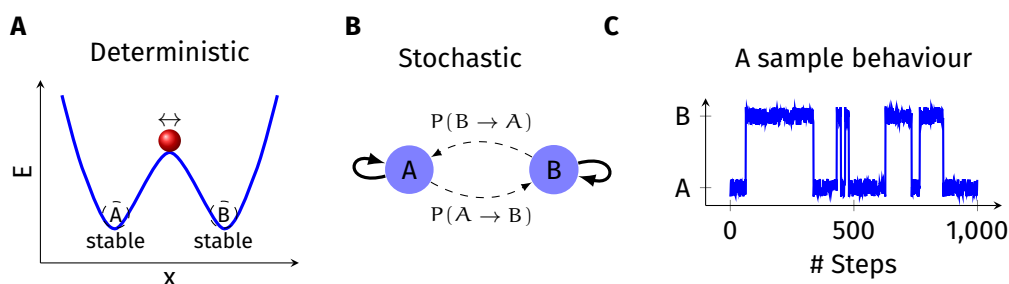 A
Deterministic
↔
E
A
B
stable
stable
x
B
Stochastic
P(B → A)
A
B
P(A → B)
C
A sample behaviour
B
A
0
500
1,000
# Steps